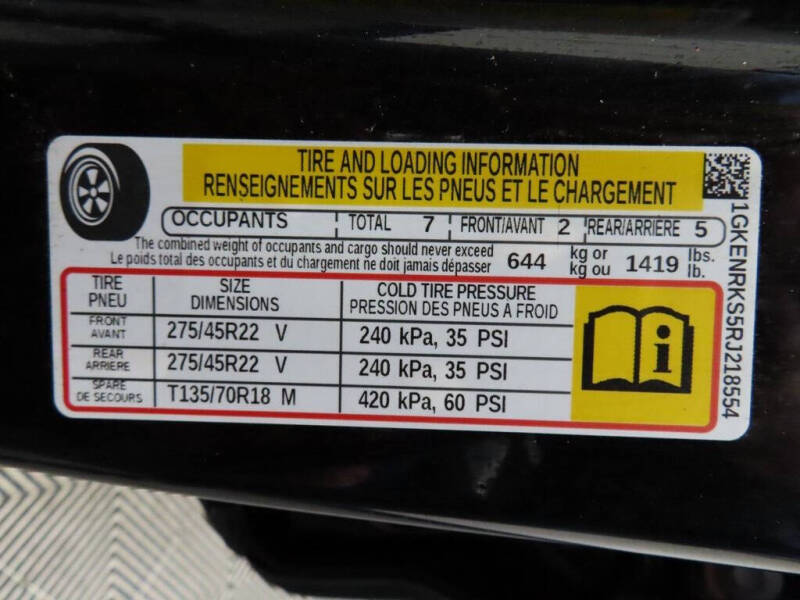 TIRE AND LOADING INFORMATION
RENSEIGNEMENTS SUR LES PNEUS ET LE CHARGEMENT
OCCUPANTS TOTAL 7 FRONT/AVANT 2 REAR/ARRIÈRE 5
The combined weight of occupants and cargo should never exceed 644 kg or 1419 lbs.
Le poids total des occupants et du chargement ne doit jamais dépasser kg ou lb.
TIRE SIZE COLD TIRE PRESSURE
PNEU DIMENSIONS PRESSION DES PNEUS A FROID
FRONT
AVANT 275/45R22 V 240 kPa, 35 PSI
REAR
ARRIERE 275/45R22 V 240 kPa, 35 PSI
SPARE
DE SECOURS T135/70R18 M 420 kPa, 60 PSI
i
1GKENRKS5RJ218554